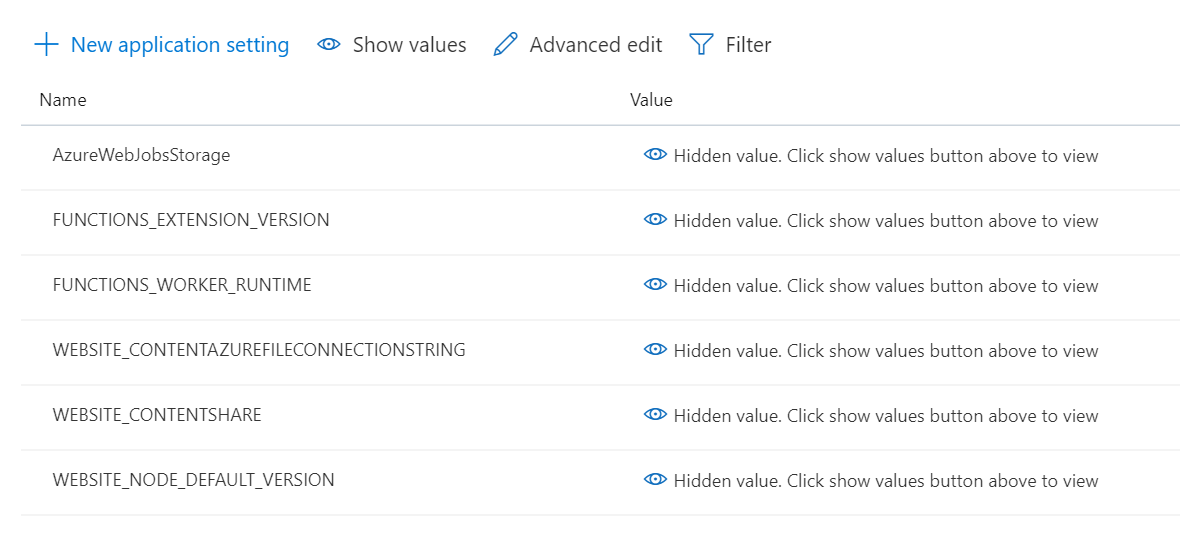 New application setting Show values Advanced edit Filter
Name Value
AzureWebJobsStorage Hidden value. Click show values button above to view
FUNCTIONS_EXTENSION_VERSION Hidden value. Click show values button above to view
FUNCTIONS_WORKER_RUNTIME Hidden value. Click show values button above to view
WEBSITE_CONTENTAZUREFILECONNECTIONSTRING Hidden value. Click show values button above to view
WEBSITE_CONTENTSHARE Hidden value. Click show values button above to view
WEBSITE_NODE_DEFAULT_VERSION Hidden value. Click show values button above to view